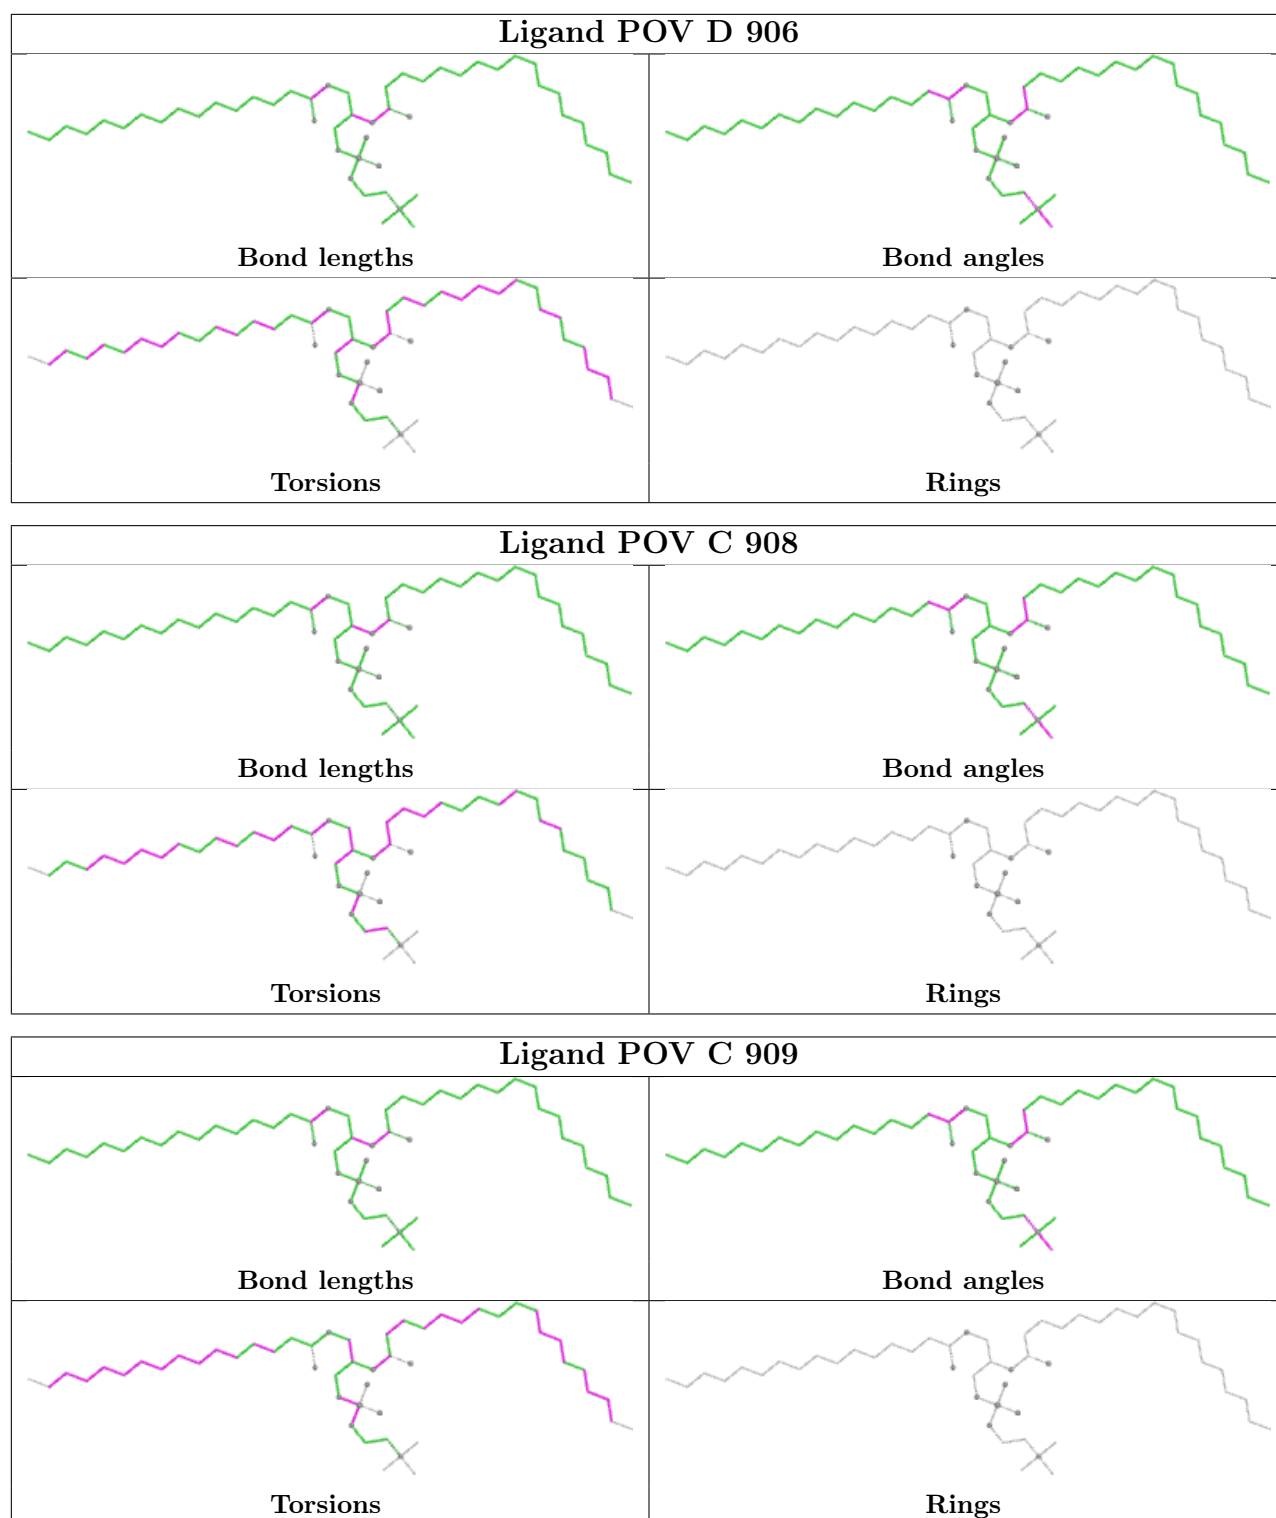 Ligand POV D 906
Bond lengths
Bond angles
Torsions
Rings
Ligand POV C 908
Bond lengths
Bond angles
Torsions
Rings
Ligand POV C 909
Bond lengths
Bond angles
Torsions
Rings